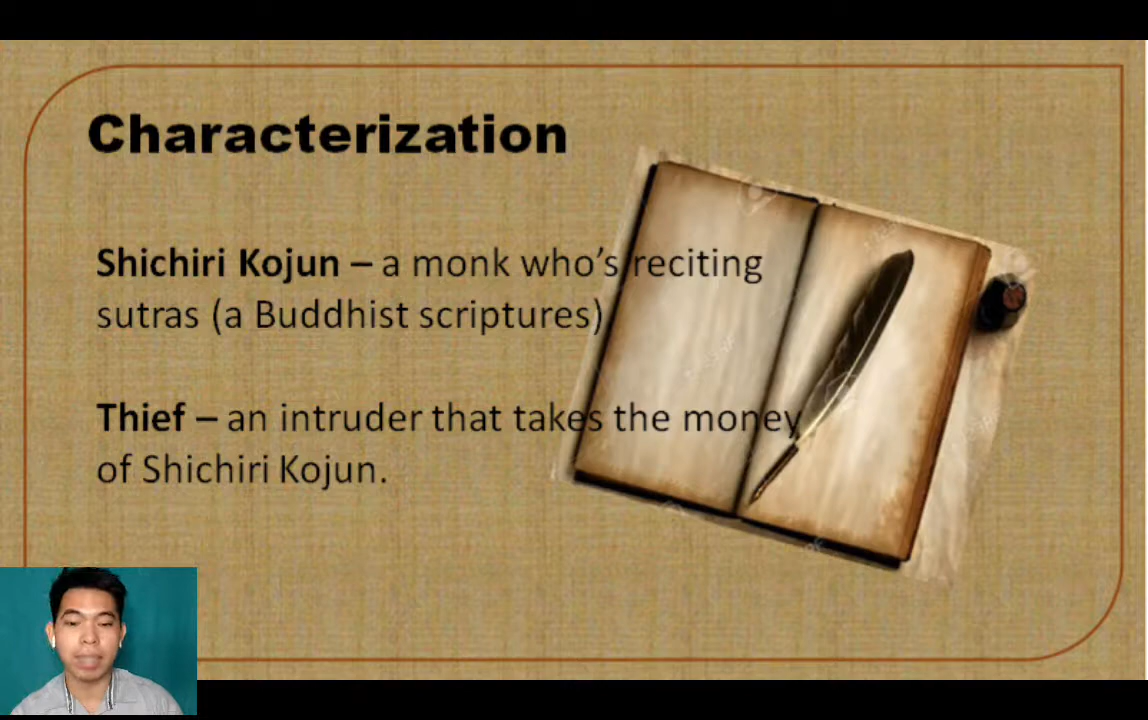 Characterization
Shichiri Kojun – a monk who's reciting
sutras (a Buddhist scriptures)
Thief – an intruder that takes the money
of Shichiri Kojun.